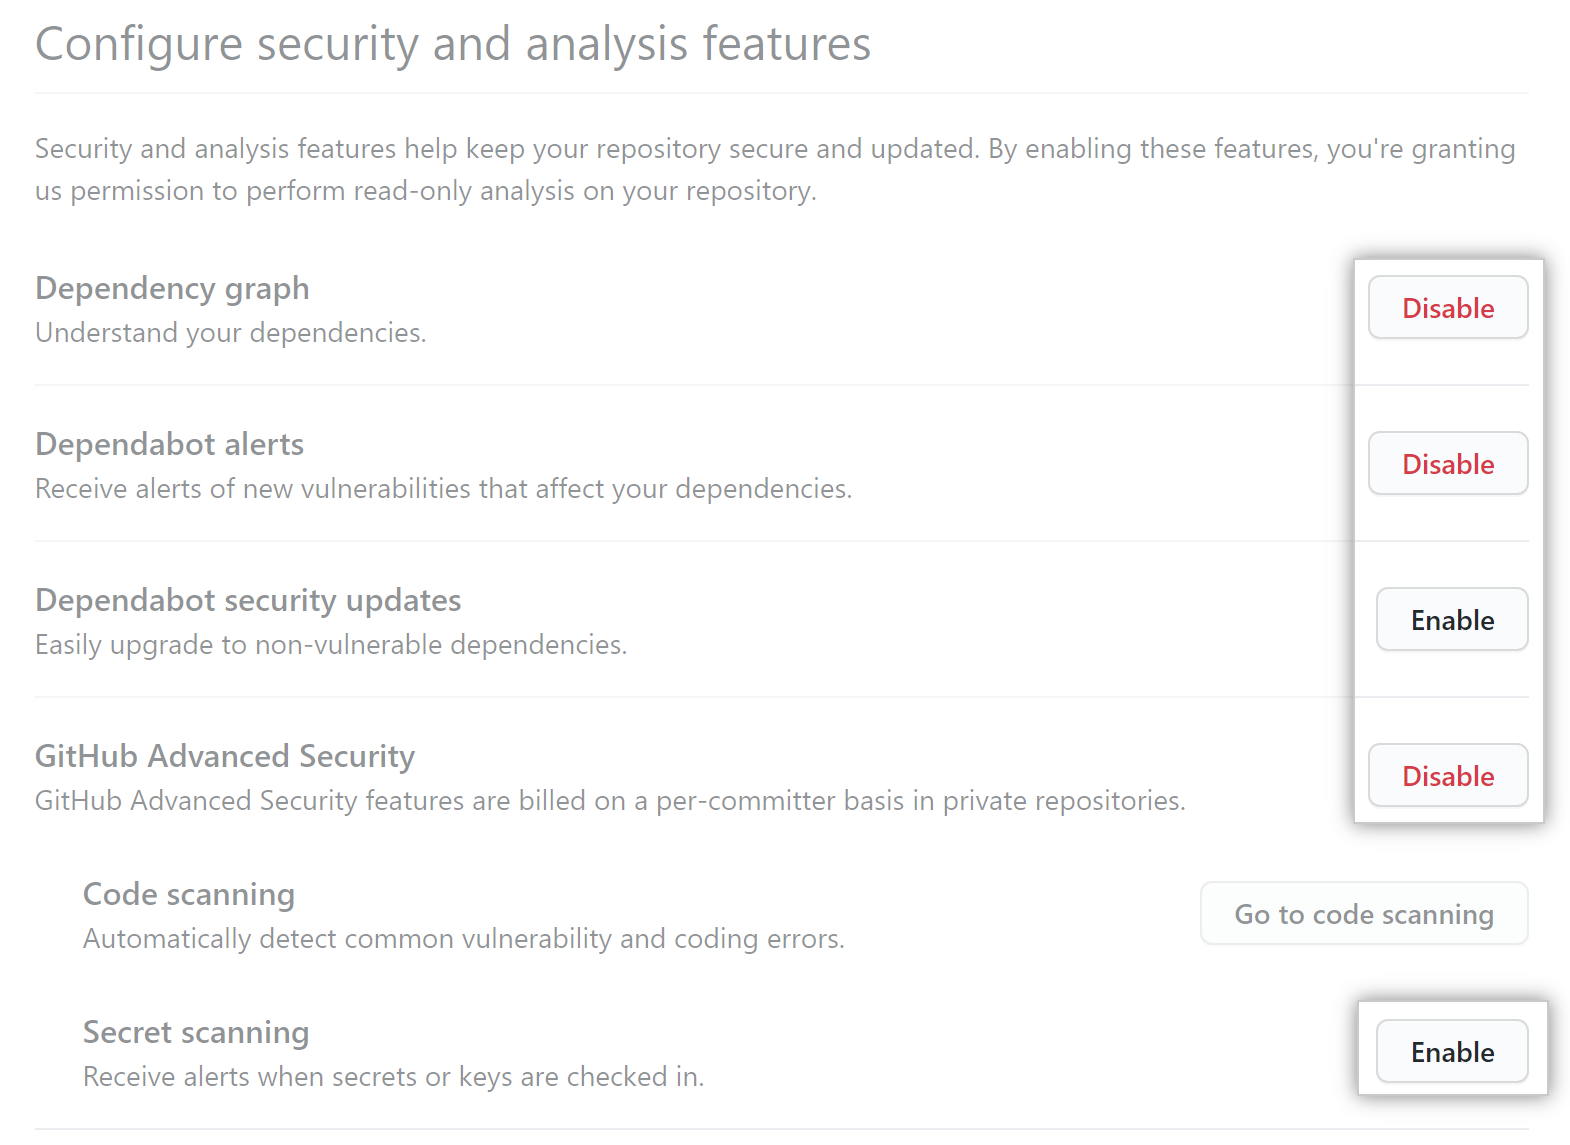 Configure security and analysis features
Security and analysis features help keep your repository secure and updated. By enabling these features, you're granting
us permission to perform read-only analysis on your repository.
Dependency graph
Understand your dependencies.
Disable
Dependabot alerts
Receive alerts of new vulnerabilities that affect your dependencies.
Disable
Dependabot security updates
Easily upgrade to non-vulnerable dependencies.
Enable
GitHub Advanced Security
GitHub Advanced Security features are billed on a per-committer basis in private repositories.
Disable
Code scanning
Automatically detect common vulnerability and coding errors.
Go to code scanning
Secret scanning
Receive alerts when secrets or keys are checked in.
Enable